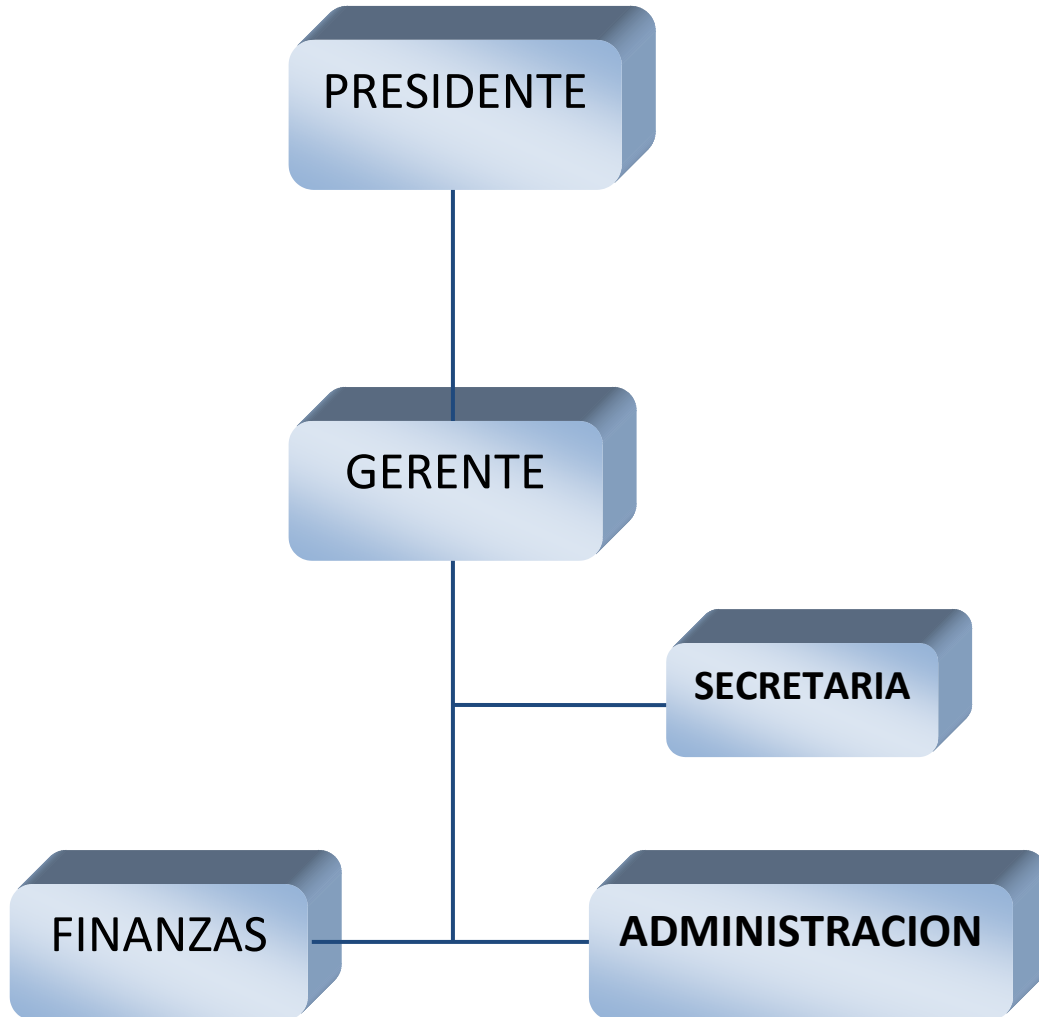 PRESIDENTE
GERENTE
SECRETARIA
FINANZAS
ADMINISTRACION